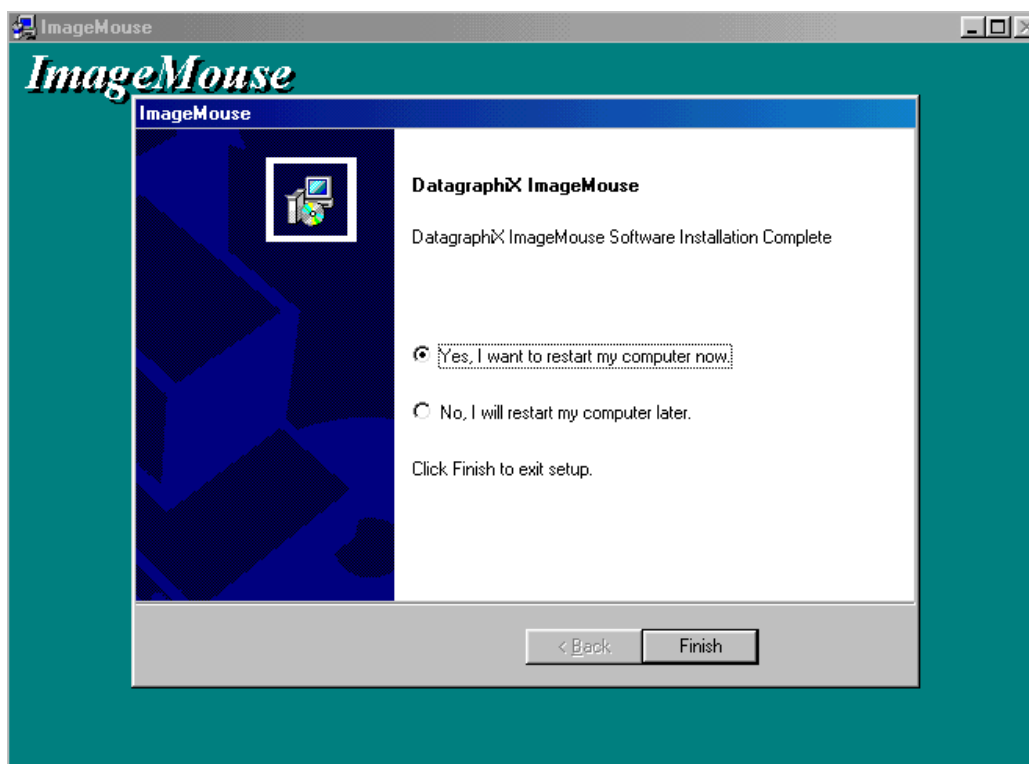 ImageMouse
ImageMouse
ImageMouse
DatagraphiX ImageMouse
DatagraphiX ImageMouse Software Installation Complete
Yes, I want to restart my computer now.
No, I will restart my computer later.
Click Finish to exit setup.
< Back
Finish